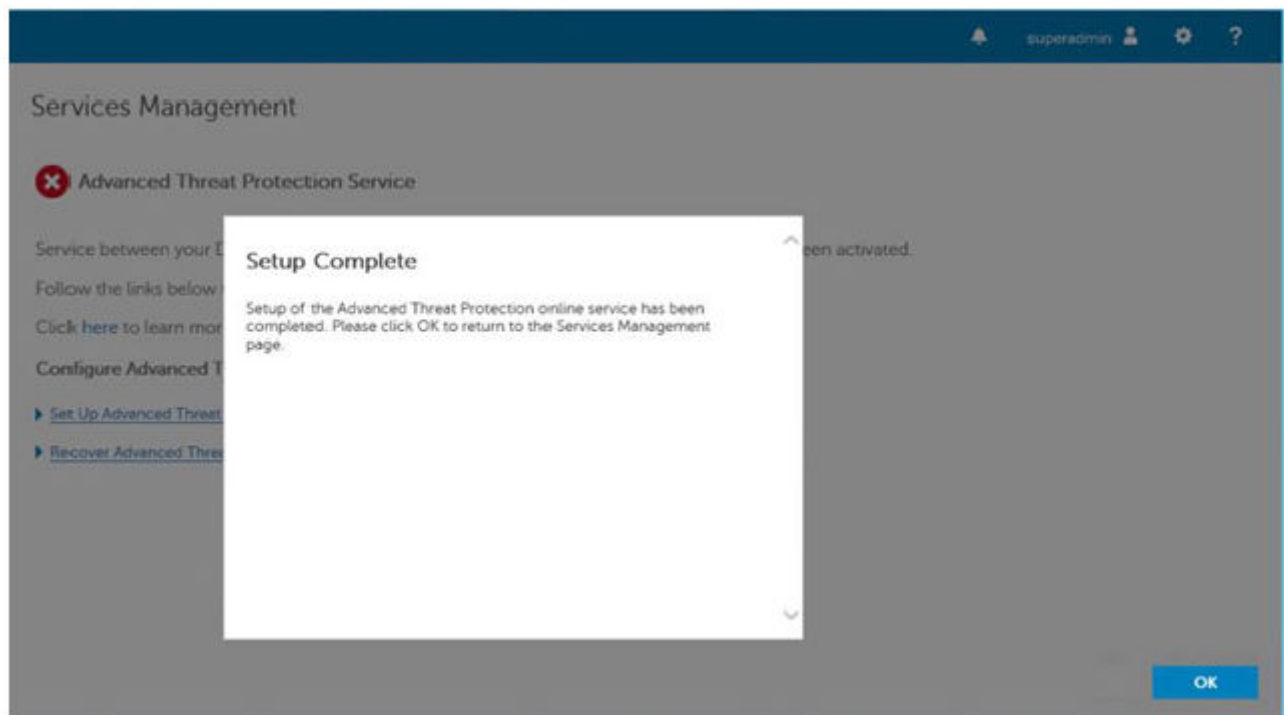 superadmin ?
Services Management
Advanced Threat Protection Service
Service between your een activated.
Follow the links below
Click here to learn mor
Configure Advanced T
Set Up Advanced Threat
Recover Advanced Thre
Setup Complete
Setup of the Advanced Threat Protection online service has been
completed. Please click OK to return to the Services Management
page.
OK